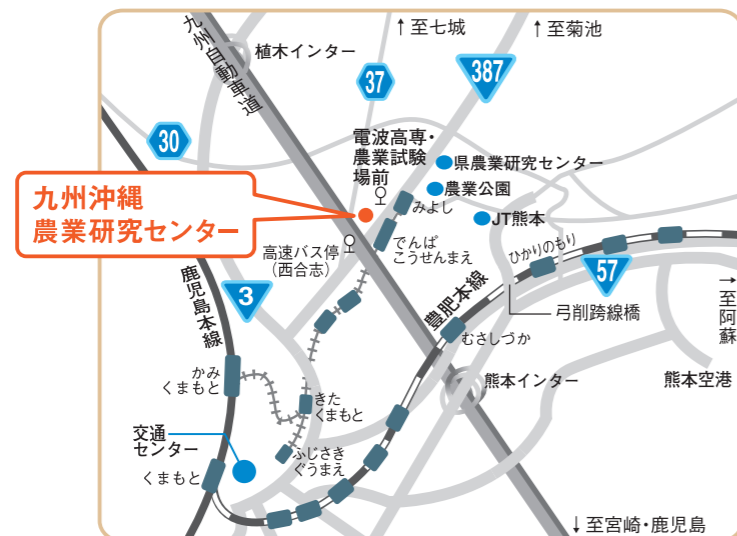 ↑至七城
↑至菊池
九州自動車道
植木インター
37
387
30
電波高専・
農業試験
場前
県農業研究センター
農業公園
みよし
JT熊本
九州沖縄
農業研究センター
でんぱ
こうせんまえ
高速バス停
(西合志)
ひかりのもり
57
鹿児島本線
3
豊肥本線
→至阿蘇
弓削跨線橋
むさしづか
かみ
くまもと
熊本インター
熊本空港
きた
くまもと
交通
センター
ふじさき
ぐうまえ
くまもと
↓至宮崎・鹿児島